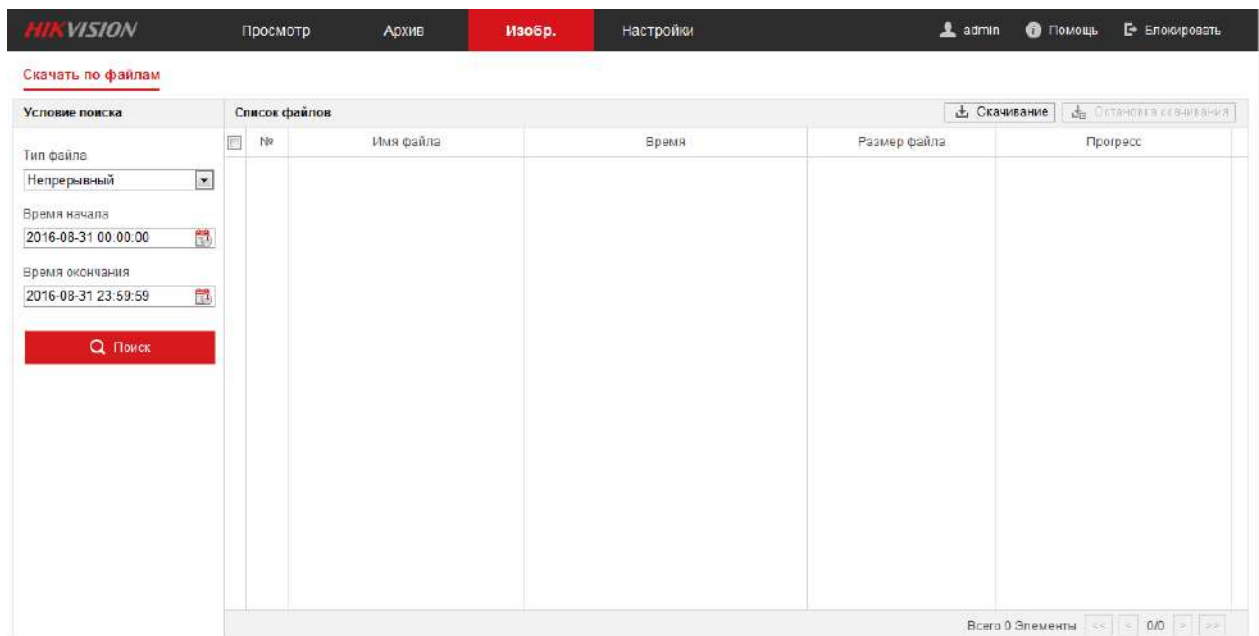 HIKVISION Просмотр Архив Изобр. Настройки admin Помощь Блокировать
Скачать по файлам
Условие поиска Список файлов Скачивание Остановка скачивания
№ Имя файла Время Размер файла Прогресс
Тип файла
Непрерывный
Время начала
2016-08-31 00:00:00
Время окончания
2016-08-31 23:59:59
Поиск
Всего 0 Элементы << < 0/0 > >>